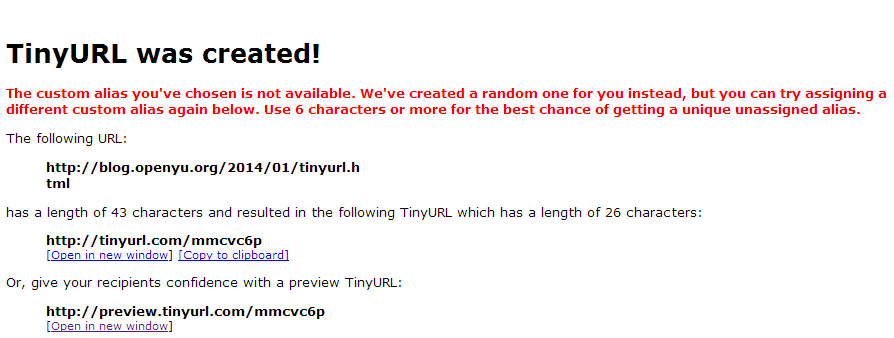 TinyURL was created!
The custom alias you've chosen is not available. We've created a random one for you instead, but you can try assigning a
different custom alias again below. Use 6 characters or more for the best chance of getting a unique unassigned alias.
The following URL:
http://blog.openyu.org/2014/01/tinyurl.h
tml
has a length of 43 characters and resulted in the following TinyURL which has a length of 26 characters:
http://tinyurl.com/mmcvc6p
[Open in new window] [Copy to clipboard]
Or, give your recipients confidence with a preview TinyURL:
http://preview.tinyurl.com/mmcvc6p
[Open in new window]